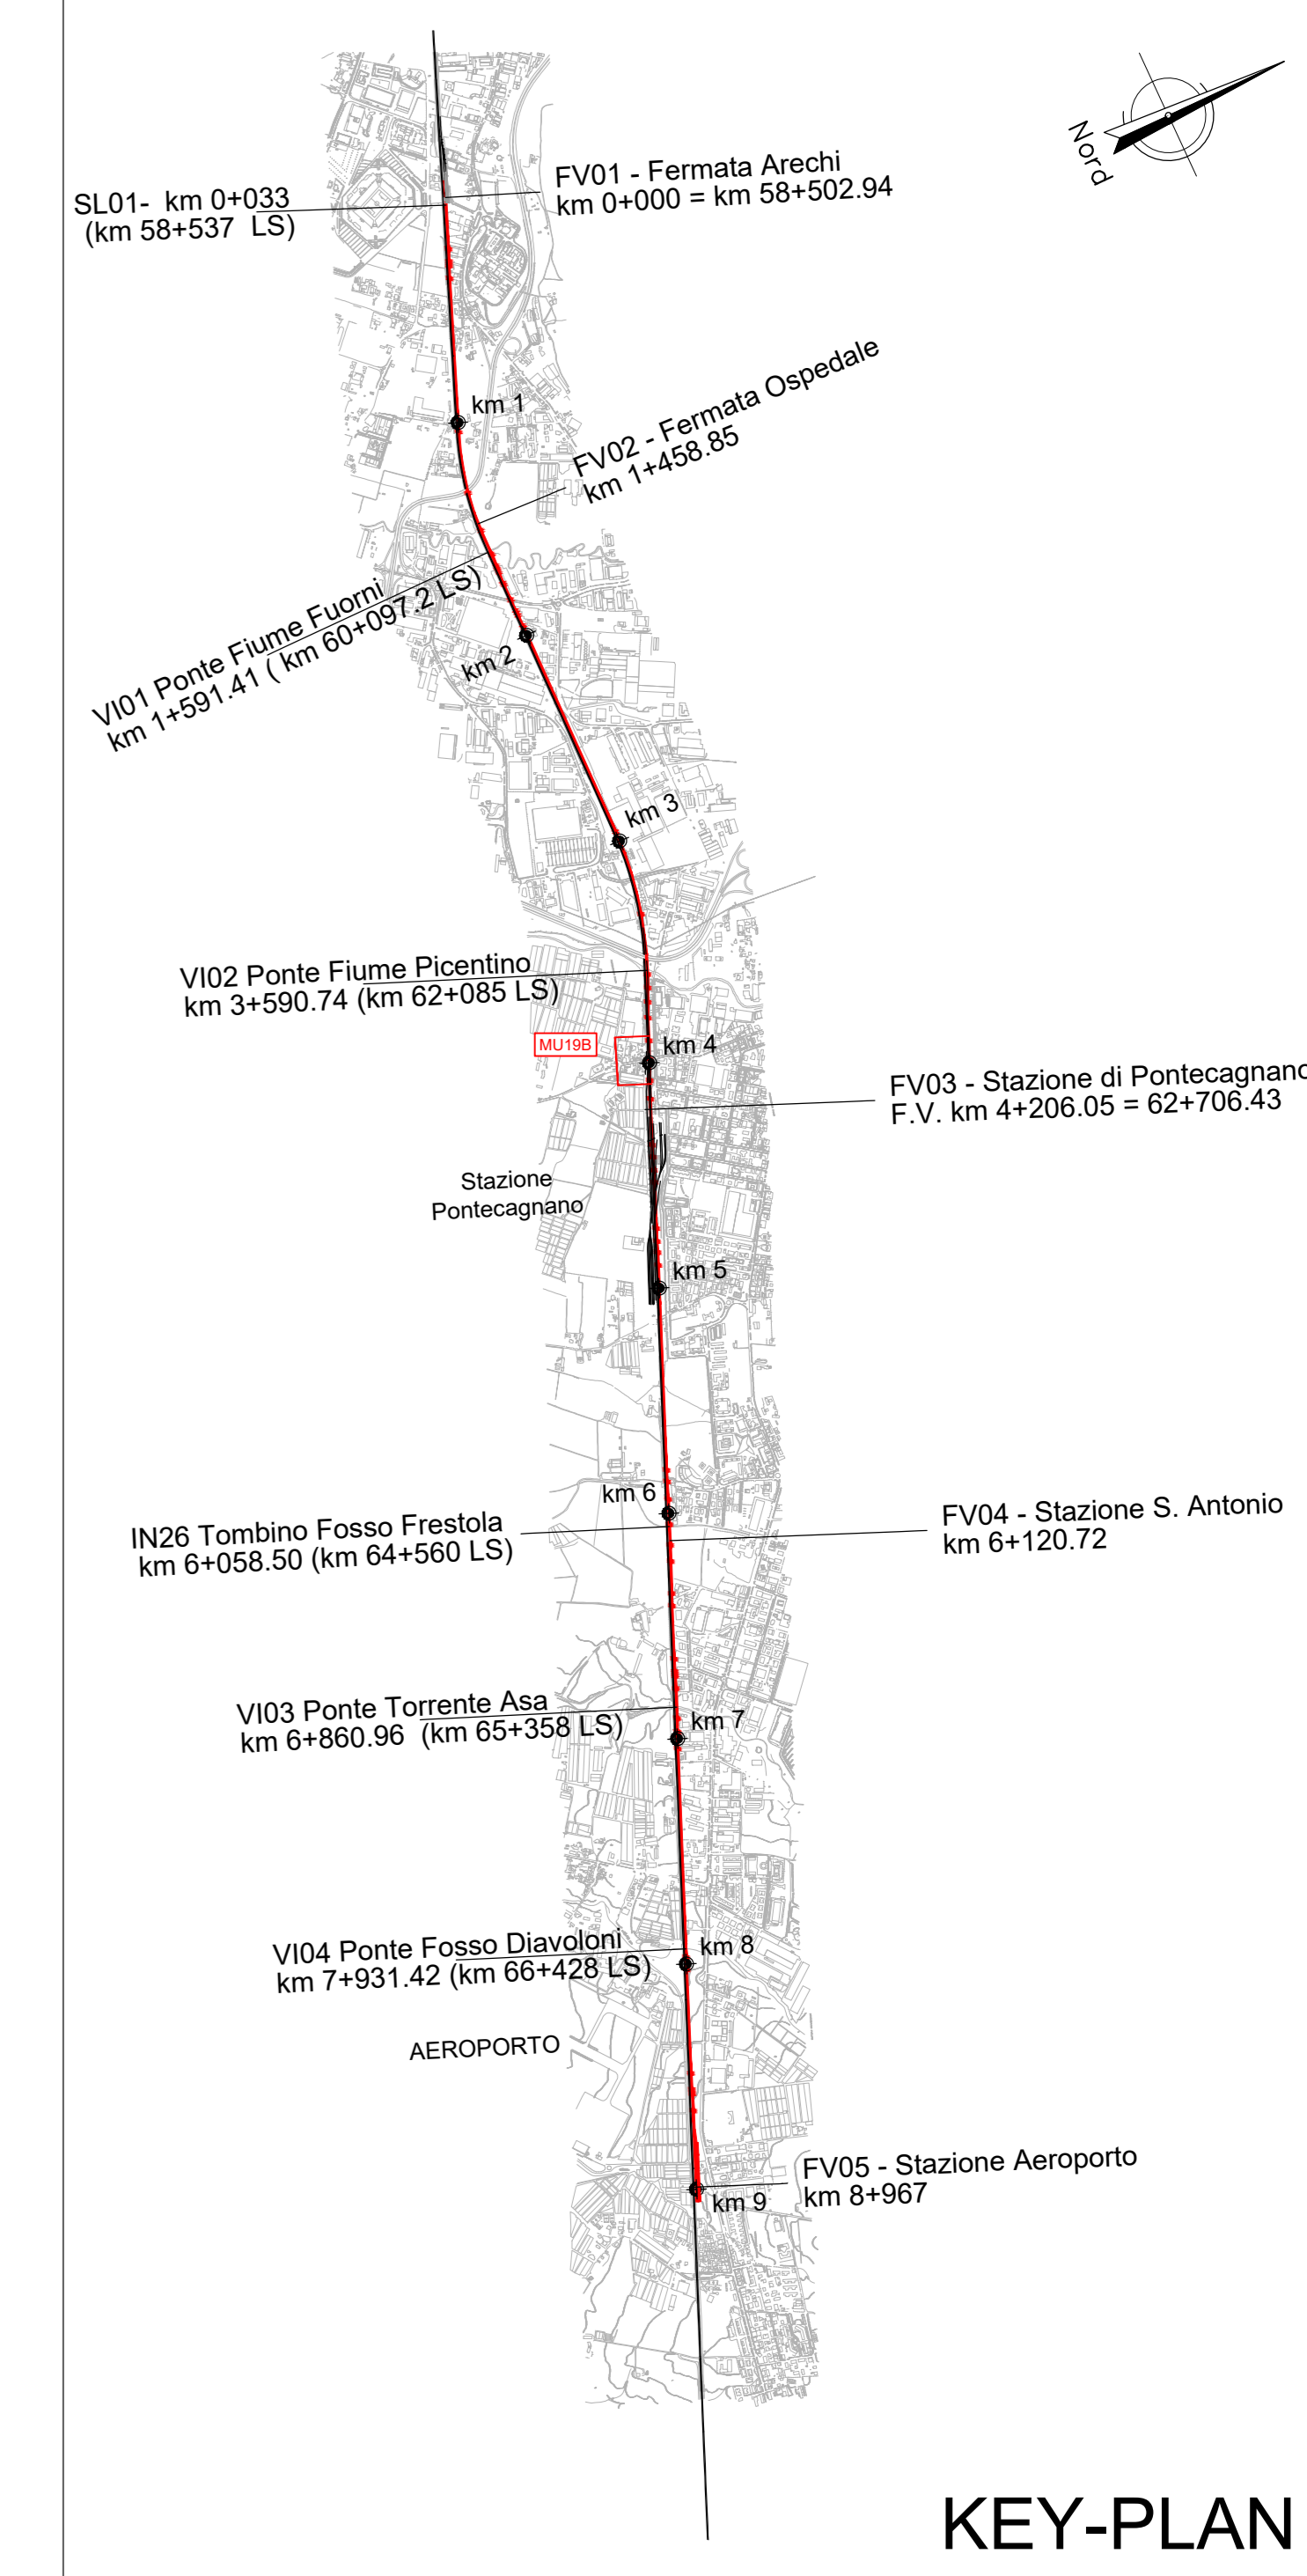 Nord
FV01 - Fermata Arechi
km 0+000 = km 58+502.94
SL01-  km 0+033
(km 58+537  LS)
km 1
FV02 - Fermata Ospedale
km 1+458.85
VI01 Ponte Fiume Fuorni
km 1+591.41 ( km 60+097.2 LS)
km 2
km 3
VI02 Ponte Fiume Picentino
km 3+590.74 (km 62+085 LS)
MU19B
km 4
FV03 - Stazione di Pontecagnano
F.V. km 4+206.05 = 62+706.43
Stazione
Pontecagnano
km 5
km 6
FV04 - Stazione S. Antonio
km 6+120.72
IN26 Tombino Fosso Frestola
km 6+058.50 (km 64+560 LS)
VI03 Ponte Torrente Asa
km 6+860.96  (km 65+358 LS)
km 7
VI04 Ponte Fosso Diavoloni
km 7+931.42 (km 66+428 LS)
km 8
AEROPORTO
FV05 - Stazione Aeroporto
km 8+967
km 9
KEY-PLAN